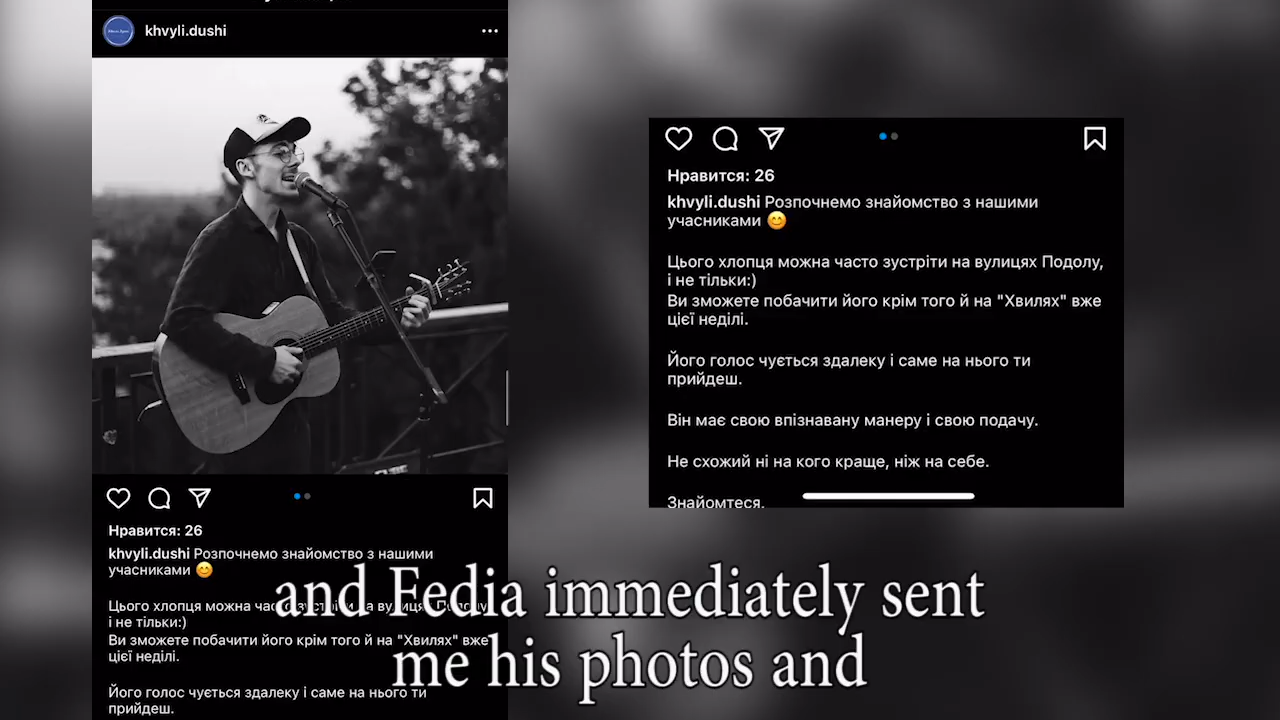 khvyli.dushi
Нравится: 26
khvyli.dushi Розпочнемо знайомство з нашими
учасниками 😊
Цього хлопця можна часто зустріти на вулицях Подолу,
і не тільки:)
Ви зможете побачити його крім того й на "Хвилях" вже
цієї неділі.
Його голос чується здалеку і саме на нього ти
прийдеш.
Нравится: 26
khvyli.dushi Розпочнемо знайомство з нашими
учасниками 😊
Цього хлопця можна часто зустріти на вулицях Подолу,
і не тільки:)
Ви зможете побачити його крім того й на "Хвилях" вже
цієї неділі.
Його голос чується здалеку і саме на нього ти
прийдеш.
Він має свою впізнавану манеру і свою подачу.
Не схожий ні на кого краще, ніж на себе.
Знайомтеся,
and Fedia immediately sent
me his photos and